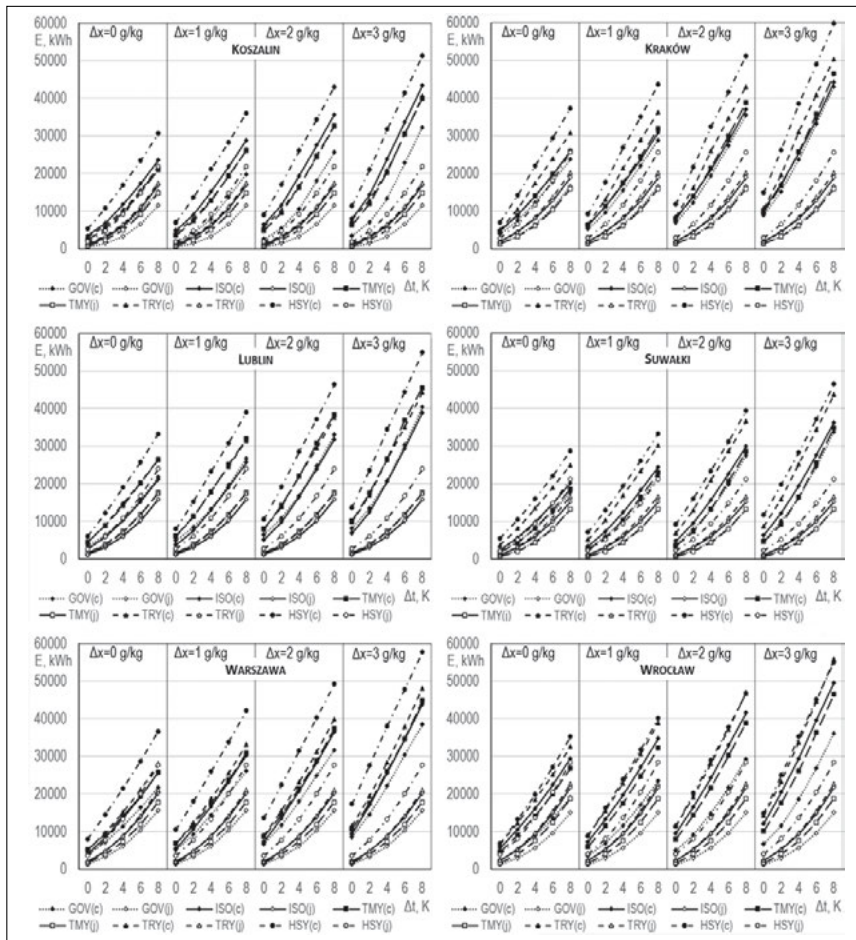 60000 Δx=0 g/kg Δx=1 g/kg Δx=2 g/kg Δx=3 g/kg
E, kWh KOSZALIN
50000
40000
30000
20000
10000
0
0 2 4 6 8 0 2 4 6 8 0 2 4 6 8 0 2 4 6 8
GOV(c) GOV(j) ISO(c) ISO(j) TMY(c) Δt, K
TMY(j) TRY(c) TRY(j) HSY(c) HSY(j)
60000 Δx=0 g/kg Δx=1 g/kg Δx=2 g/kg Δx=3 g/kg
E, kWh KRAKÓW
50000
40000
30000
20000
10000
0
0 2 4 6 8 0 2 4 6 8 0 2 4 6 8 0 2 4 6 8
GOV(c) GOV(j) ISO(c) ISO(j) TMY(c) Δt, K
TMY(j) TRY(c) TRY(j) HSY(c) HSY(j)
60000 Δx=0 g/kg Δx=1 g/kg Δx=2 g/kg Δx=3 g/kg
E, kWh LUBLIN
50000
40000
30000
20000
10000
0
0 2 4 6 8 0 2 4 6 8 0 2 4 6 8 0 2 4 6 8
GOV(c) GOV(j) ISO(c) ISO(j) TMY(c) Δt, K
TMY(j) TRY(c) TRY(j) HSY(c) HSY(j)
60000 Δx=0 g/kg Δx=1 g/kg Δx=2 g/kg Δx=3 g/kg
E, kWh SUWAŁKI
50000
40000
30000
20000
10000
0
0 2 4 6 8 0 2 4 6 8 0 2 4 6 8 0 2 4 6 8
GOV(c) GOV(j) ISO(c) ISO(j) TMY(c) Δt, K
TMY(j) TRY(c) TRY(j) HSY(c) HSY(j)
60000 Δx=0 g/kg Δx=1 g/kg Δx=2 g/kg Δx=3 g/kg
E, kWh WARSZAWA
50000
40000
30000
20000
10000
0
0 2 4 6 8 0 2 4 6 8 0 2 4 6 8 0 2 4 6 8
GOV(c) GOV(j) ISO(c) ISO(j) TMY(c) Δt, K
TMY(j) TRY(c) TRY(j) HSY(c) HSY(j)
60000 Δx=0 g/kg Δx=1 g/kg Δx=2 g/kg Δx=3 g/kg
E, kWh WROCŁAW
50000
40000
30000
20000
10000
0
0 2 4 6 8 0 2 4 6 8 0 2 4 6 8 0 2 4 6 8
GOV(c) GOV(j) ISO(c) ISO(j) TMY(c) Δt, K
TMY(j) TRY(c) TRY(j) HSY(c) HSY(j)